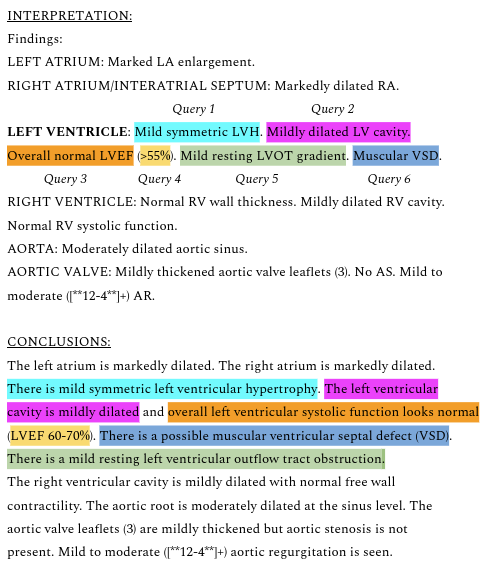 INTERPRETATION:
Findings:
LEFT ATRIUM: Marked LA enlargement.
RIGHT ATRIUM/INTERATRIAL SEPTUM: Markedly dilated RA.
Query 1 Query 2
LEFT VENTRICLE: Mild symmetric LVH. Mildly dilated LV cavity.
Overall normal LVEF (>55%). Mild resting LVOT gradient. Muscular VSD.
Query 3 Query 4 Query 5 Query 6
RIGHT VENTRICLE: Normal RV wall thickness. Mildly dilated RV cavity.
Normal RV systolic function.
AORTA: Moderately dilated aortic sinus.
AORTIC VALVE: Mildly thickened aortic valve leaflets (3). No AS. Mild to
moderate ([**12-4**]+) AR.
CONCLUSIONS:
The left atrium is markedly dilated. The right atrium is markedly dilated.
There is mild symmetric left ventricular hypertrophy. The left ventricular
cavity is mildly dilated and overall left ventricular systolic function looks normal
(LVEF 60-70%). There is a possible muscular ventricular septal defect (VSD).
There is a mild resting left ventricular outflow tract obstruction.
The right ventricular cavity is mildly dilated with normal free wall
contractility. The aortic root is moderately dilated at the sinus level. The
aortic valve leaflets (3) are mildly thickened but aortic stenosis is not
present. Mild to moderate ([**12-4**]+) aortic regurgitation is seen.